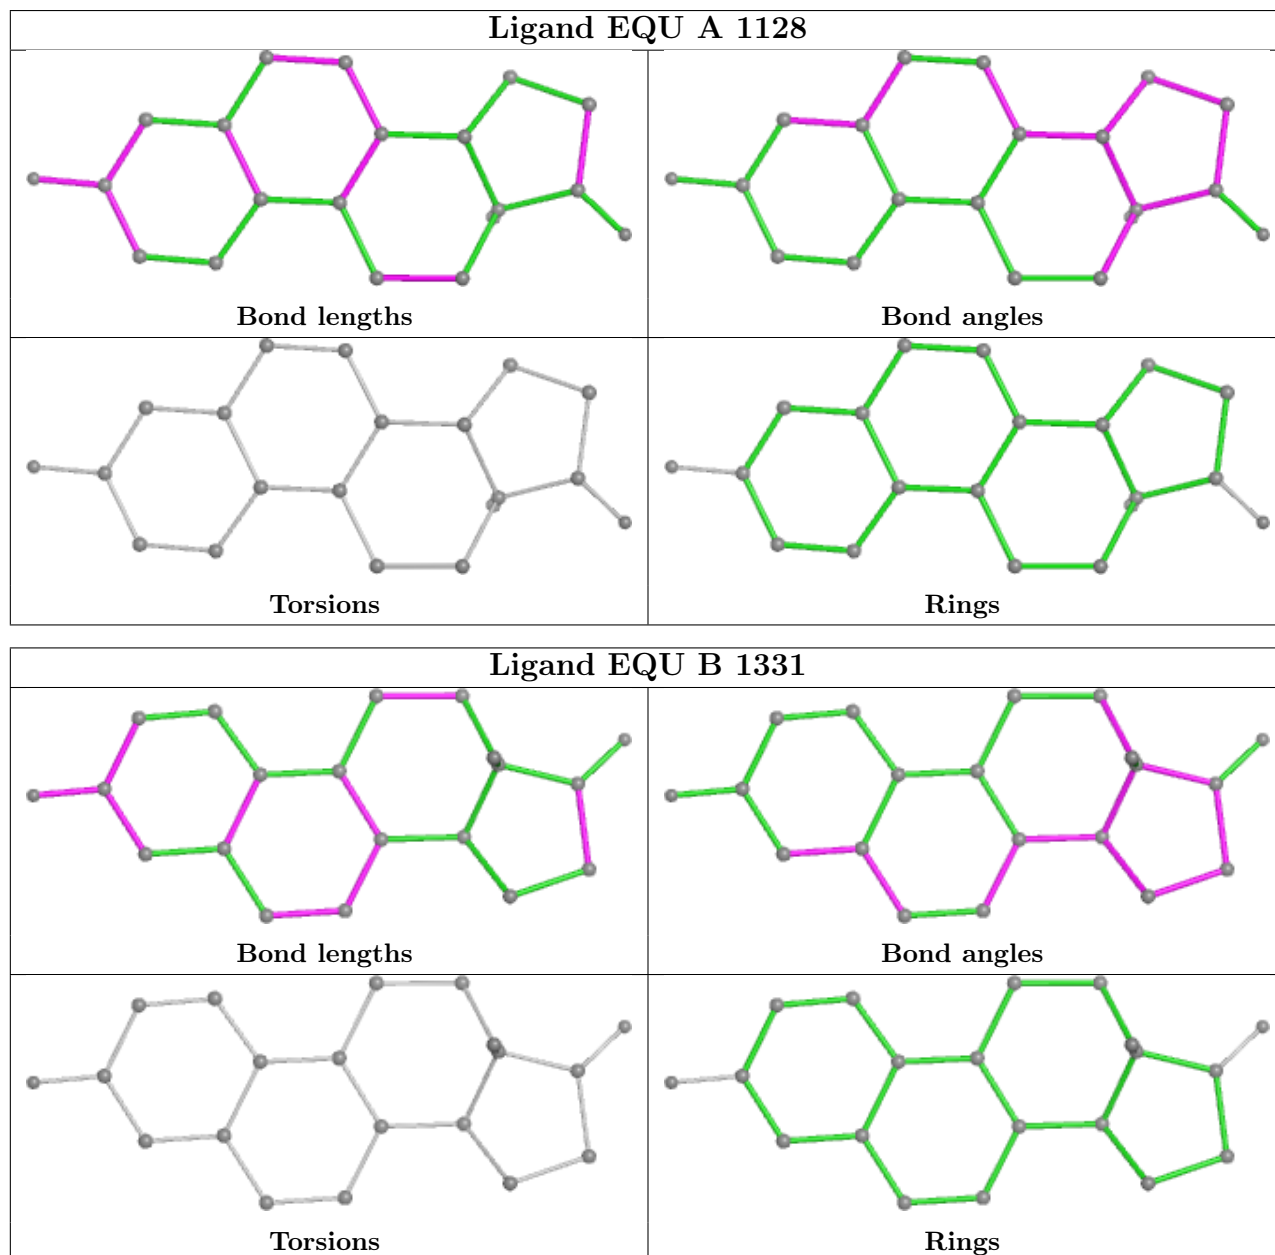 Ligand EQU A 1128
Bond lengths
Bond angles
Torsions
Rings
Ligand EQU B 1331
Bond lengths
Bond angles
Torsions
Rings